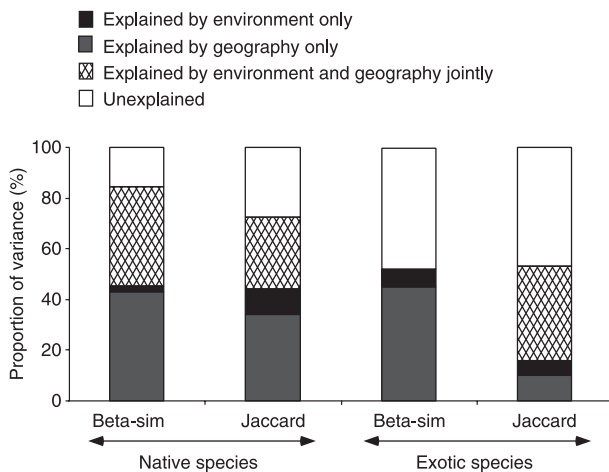 Explained by environment only
Explained by geography only
Explained by environment and geography jointly
Unexplained
Proportion of variance (%)
100
80
60
40
20
0
Beta-sim Jaccard Beta-sim Jaccard
Native species Exotic species